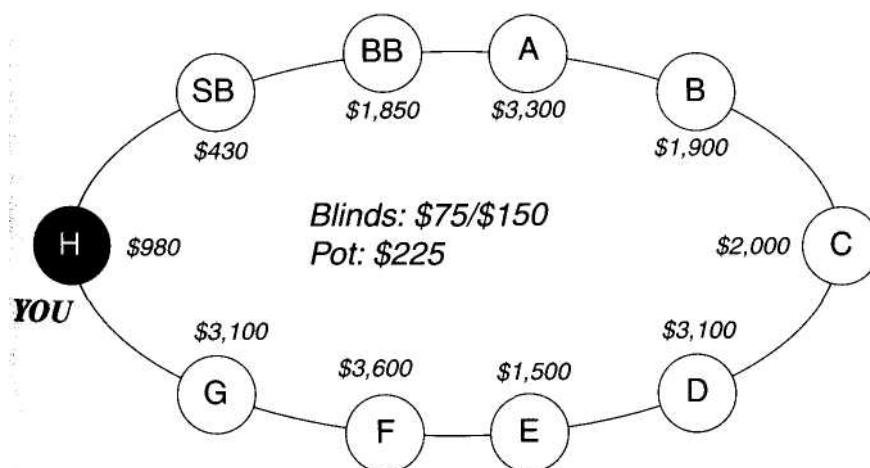 BB
A
SB
B
$1,850
$3,300
$430
$1,900
Blinds: $75/$150
H
$980
Pot: $225
$2,000
C
YOU
$3,100
$3,600
$1,500
$3,100
G
F
E
D